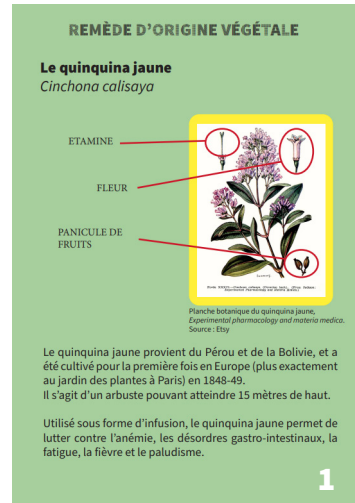 REMÈDE D'ORIGINE VÉGÉTALE
Le quinquina jaune
Cinchona calisaya
ETAMINE
FLEUR
PANICULE DE
FRUITS
Planche botanique du quinquina jaune,
Experimental pharmacology and materia medica.
Source : Etsy
Le quinquina jaune provient du Pérou et de la Bolivie, et a
été cultivé pour la première fois en Europe (plus exactement
au jardin des plantes à Paris) en 1848-49.
Il s'agit d'un arbuste pouvant atteindre 15 mètres de haut.
Utilisé sous forme d'infusion, le quinquina jaune permet de
lutter contre l'anémie, les désordres gastro-intestinaux, la
fatigue, la fièvre et le paludisme.
1